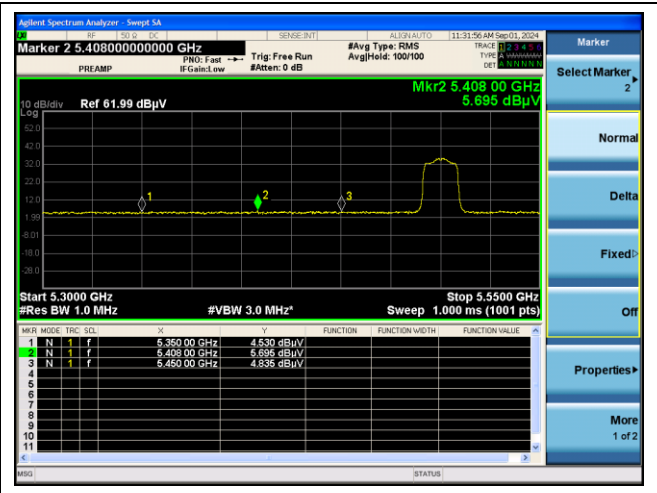 Agilent Spectrum Analyzer - Swept SA
RF 50 Ω DC SENSE:INT ALIGN AUTO 11:31:56 AM Sep 01, 2024
Marker 2 5.408000000000 GHz
PREAMP
PNO: Fast
IFGain:Low
Trig: Free Run
#Atten: 0 dB
#Avg Type: RMS
Avg|Hold: 100/100
TRACE 1 2 3 4 5 6
TYPE A
DET A N N N N N
Mkr2 5.408 00 GHz
5.695 dBµV
10 dB/div Ref 61.99 dBµV
Log
52.0
42.0
32.0
22.0
12.0
1.99
-8.01
-18.0
-28.0
1
2
3
Start 5.3000 GHz Stop 5.5500 GHz
#Res BW 1.0 MHz #VBW 3.0 MHz* Sweep 1.000 ms (1001 pts)
MKR MODE TRC SCL X Y FUNCTION FUNCTION WIDTH FUNCTION VALUE
1 N 1 f 5.350 00 GHz 4.530 dBµV
2 N 1 f 5.408 00 GHz 5.695 dBµV
3 N 1 f 5.450 00 GHz 4.835 dBµV
4
5
6
7
8
9
10
11
MSG STATUS
Marker
Select Marker
2
Normal
Delta
Fixed
Off
Properties
More
1 of 2